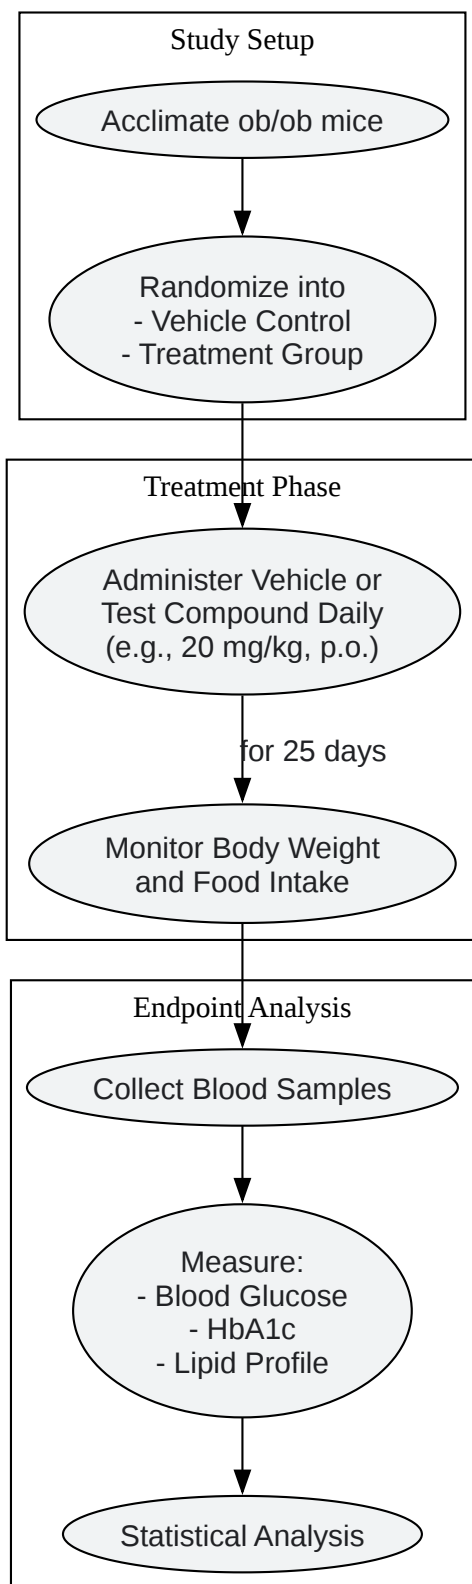 Study Setup
Acclimate ob/ob mice
Randomize into
- Vehicle Control
- Treatment Group
Treatment Phase
Administer Vehicle or
Test Compound Daily
(e.g., 20 mg/kg, p.o.)
for 25 days
Monitor Body Weight
and Food Intake
Endpoint Analysis
Collect Blood Samples
Measure:
- Blood Glucose
- HbA1c
- Lipid Profile
Statistical Analysis